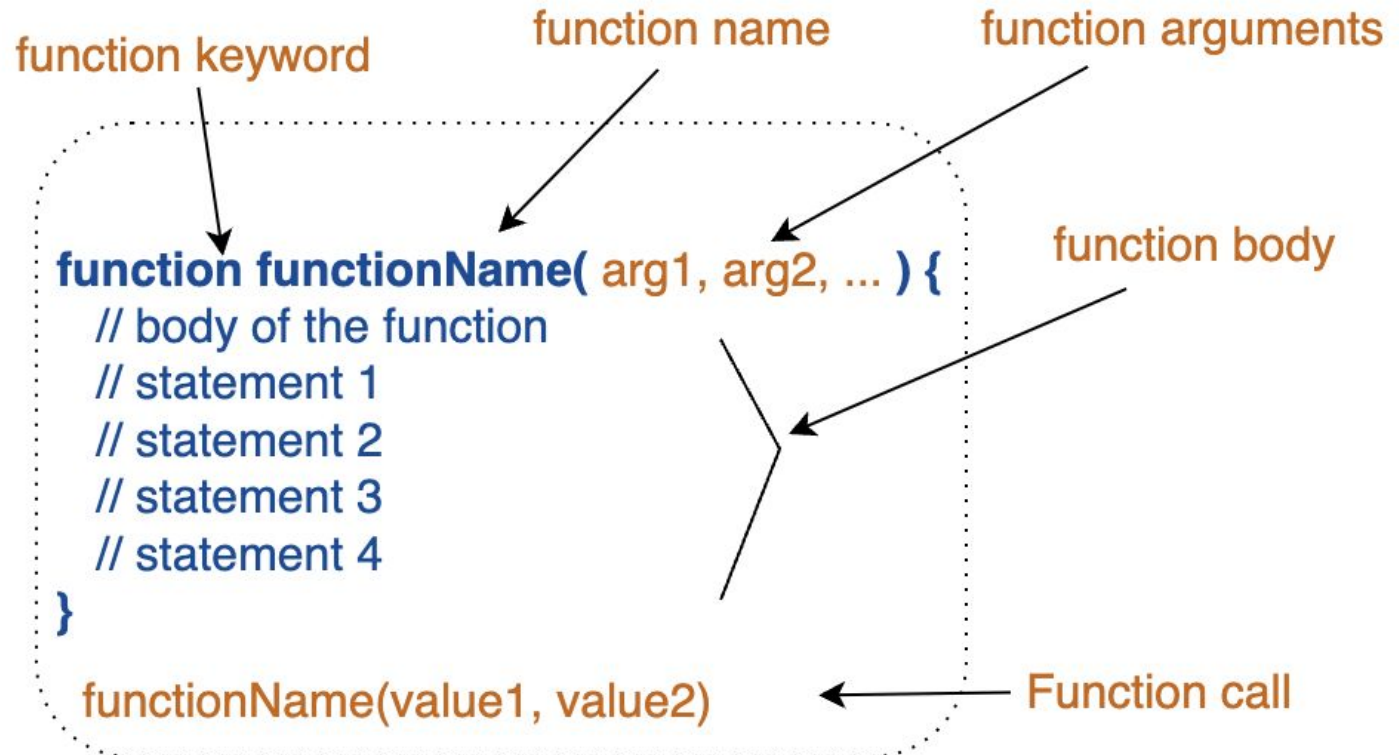 function keyword
function name
function arguments
function functionName( arg1, arg2, ... ) {
// body of the function
// statement 1
// statement 2
// statement 3
// statement 4
}
function body
functionName(value1, value2)
Function call